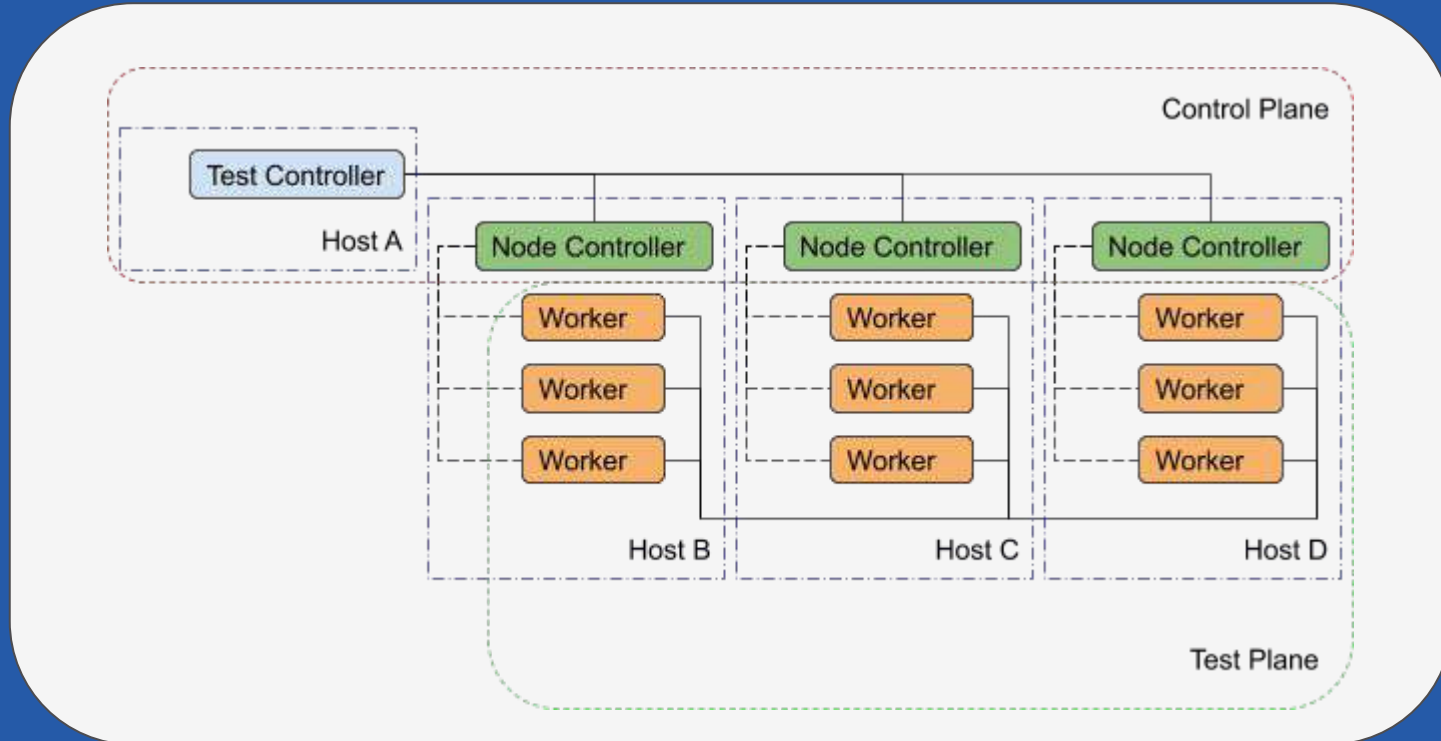 Control Plane
Test Controller
Host A
Node Controller
Node Controller
Node Controller
Worker
Worker
Worker
Worker
Worker
Worker
Worker
Worker
Worker
Host B
Host C
Host D
Test Plane